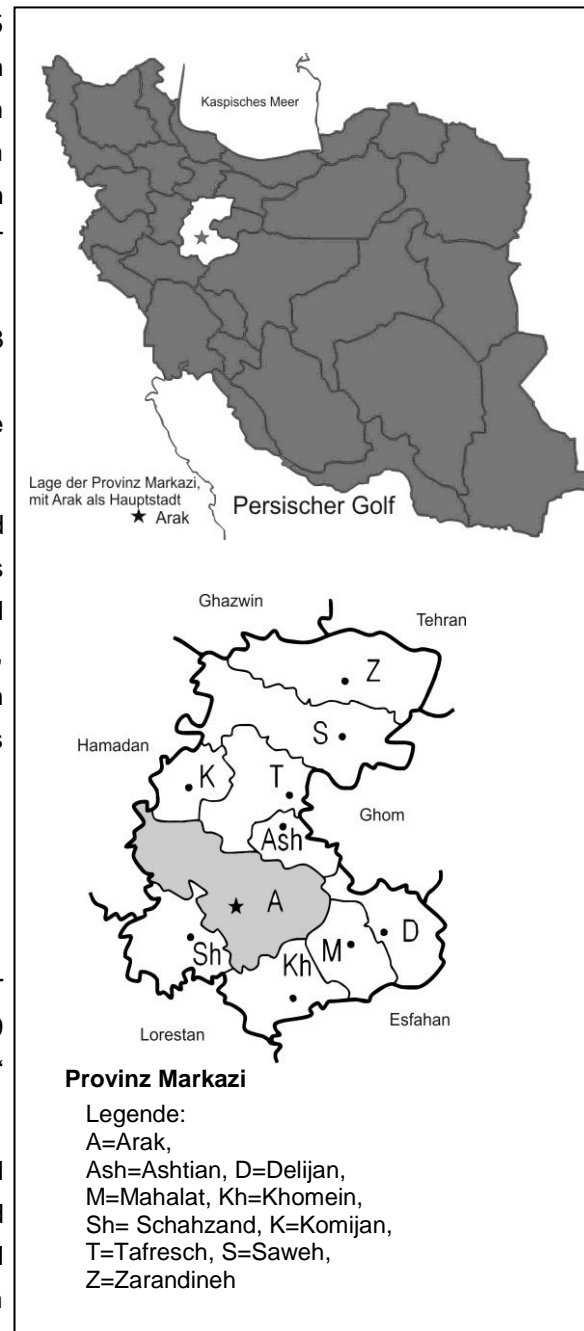 Kaspisches Meer
Lage der Provinz Markazi,
mit Arak als Hauptstadt
★ Arak
Persischer Golf
Ghazwin
Tehran
Z
S
Hamadan
K
T
Ghom
Ash
A
D
M
Sh
Kh
Lorestan
Esfahan
Provinz Markazi
Legende:
A=Arak,
Ash=Ashtian, D=Delijan,
M=Mahalat, Kh=Khomein,
Sh= Schahzand, K=Komijan,
T=Tafresch, S=Saweh,
Z=Zarandineh